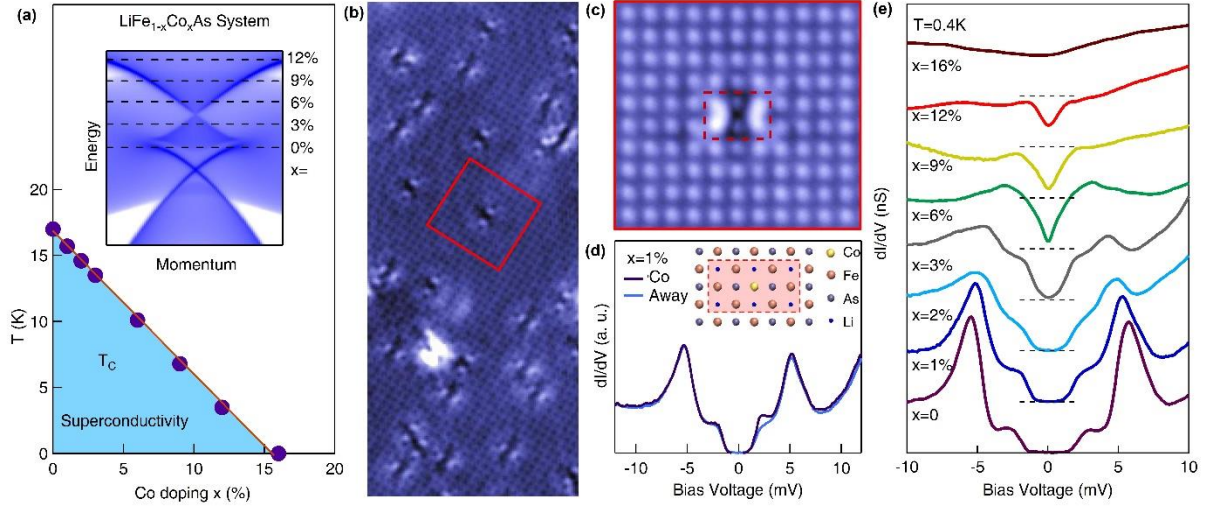 (a)
LiFe1-xCoxAs System
12%
9%
6%
3%
0%
x=
Energy
Momentum
20
15
10
5
0
T (K)
TC
Superconductivity
0 5 10 15 20
Co doping x (%)
(b)
(c)
(d)
x=1%
Co
Away
Co
Fe
As
Li
dI/dV (a. u.)
-10 -5 0 5 10
Bias Voltage (mV)
(e)
T=0.4K
x=16%
x=12%
x=9%
x=6%
x=3%
x=2%
x=1%
x=0
dI/dV (nS)
-10 -5 0 5 10
Bias Voltage (mV)